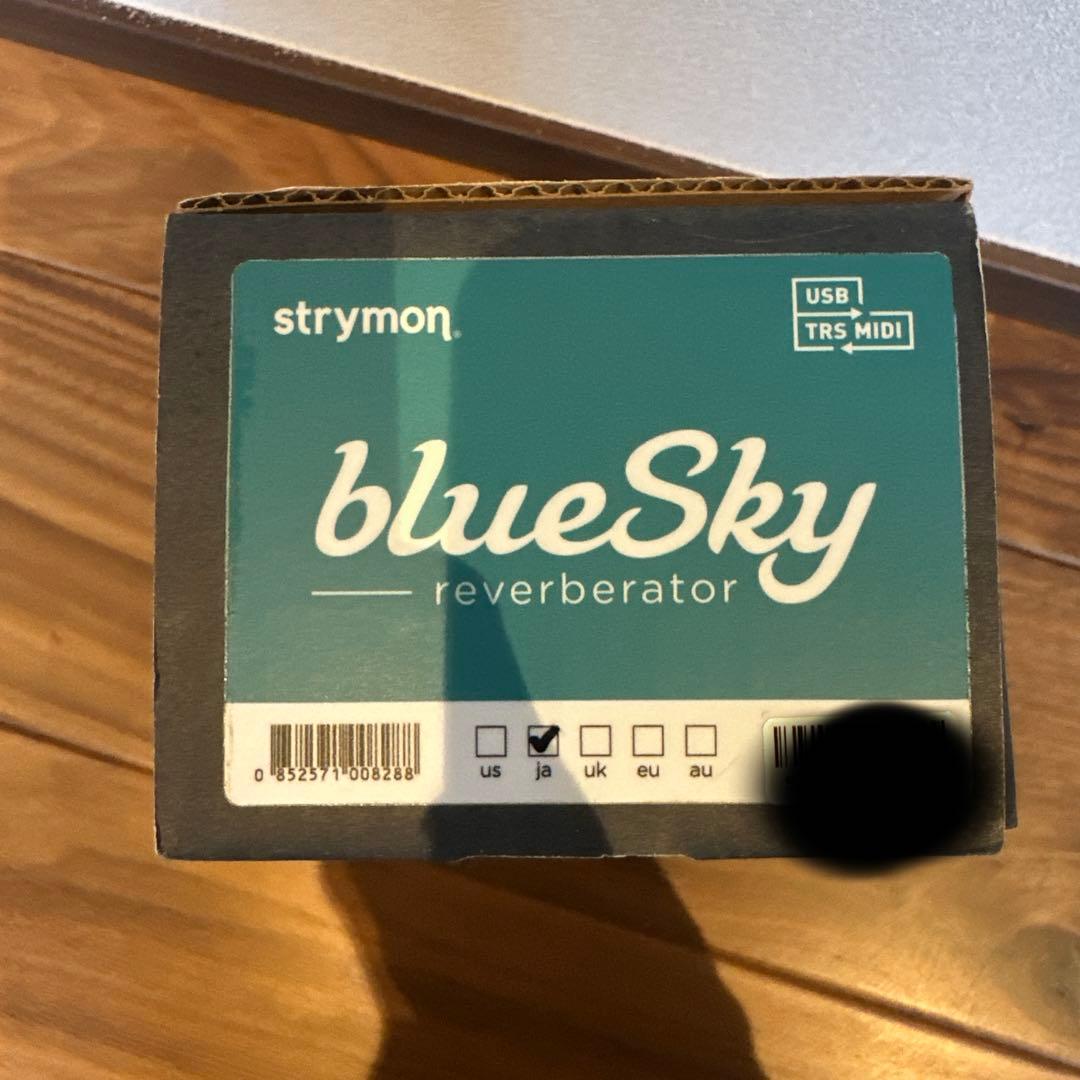 strymon®
USB
TRS MIDI
blueSky
reverberator
0 852571 008288
us ja uk eu au